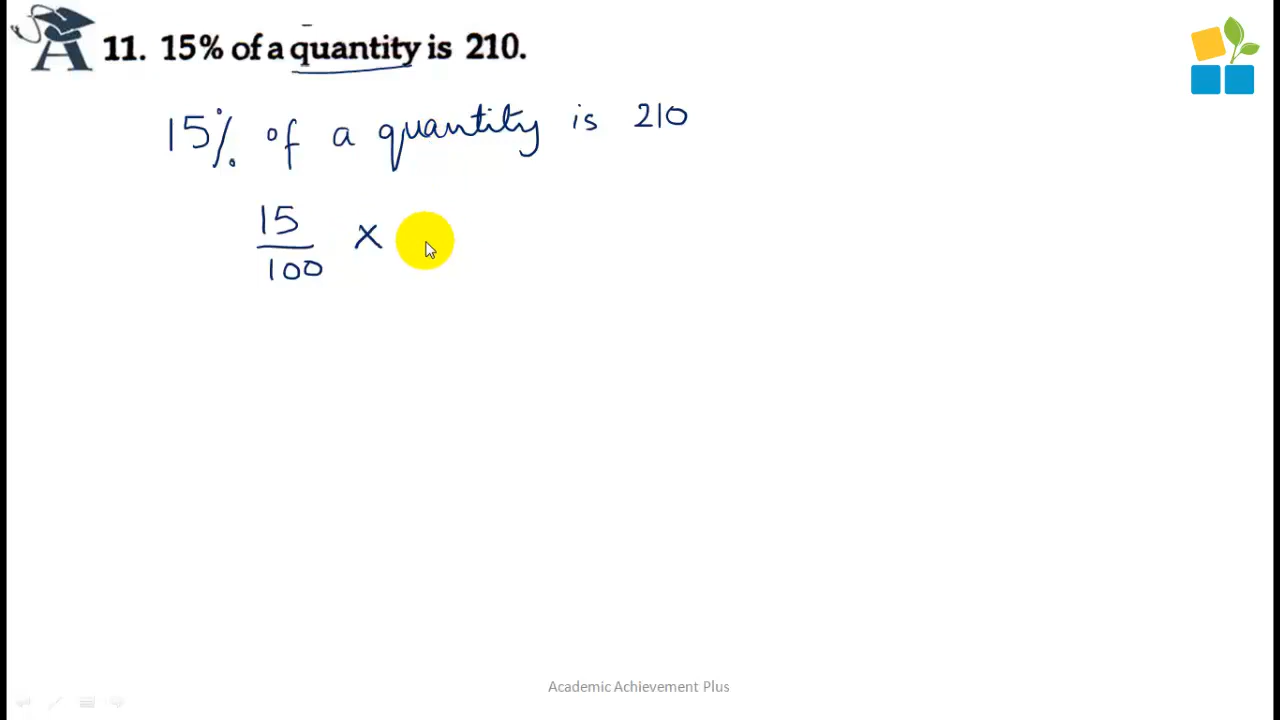 11. 15% of a quantity is 210.
15% of a quantity is 210
15
100
×
Academic Achievement Plus